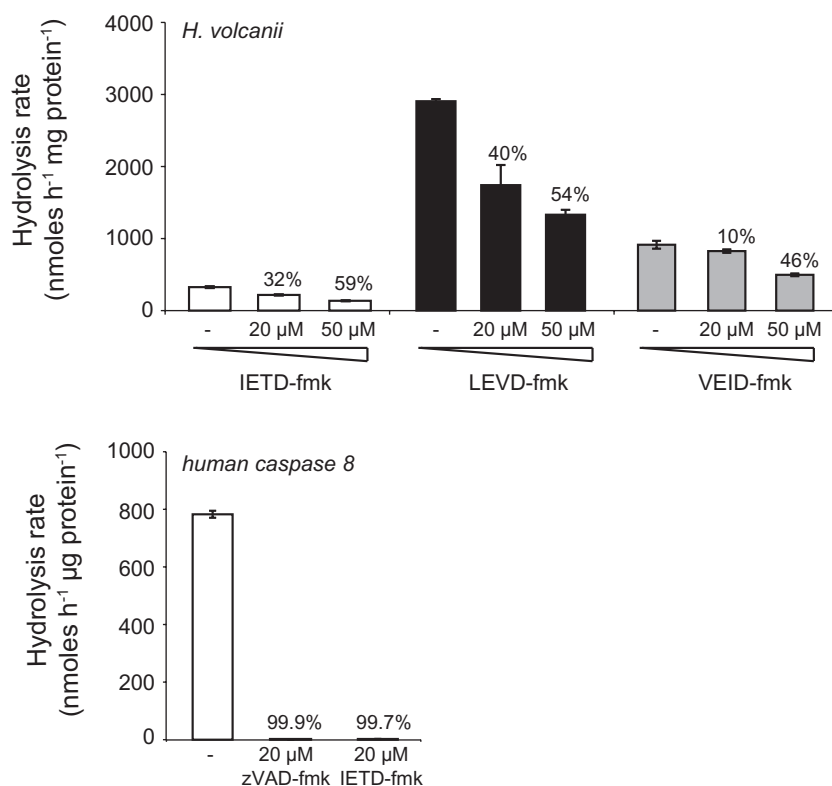 H. volcanii
Hydrolysis rate
(nmoles h⁻¹ mg protein⁻¹)
4000
3000
2000
1000
0
32%
59%
40%
54%
10%
46%
- 20 µM 50 µM - 20 µM 50 µM - 20 µM 50 µM
IETD-fmk LEVD-fmk VEID-fmk
human caspase 8
Hydrolysis rate
(nmoles h⁻¹ µg protein⁻¹)
1000
800
600
400
200
0
99.9% 99.7%
- 20 µM 20 µM
zVAD-fmk IETD-fmk